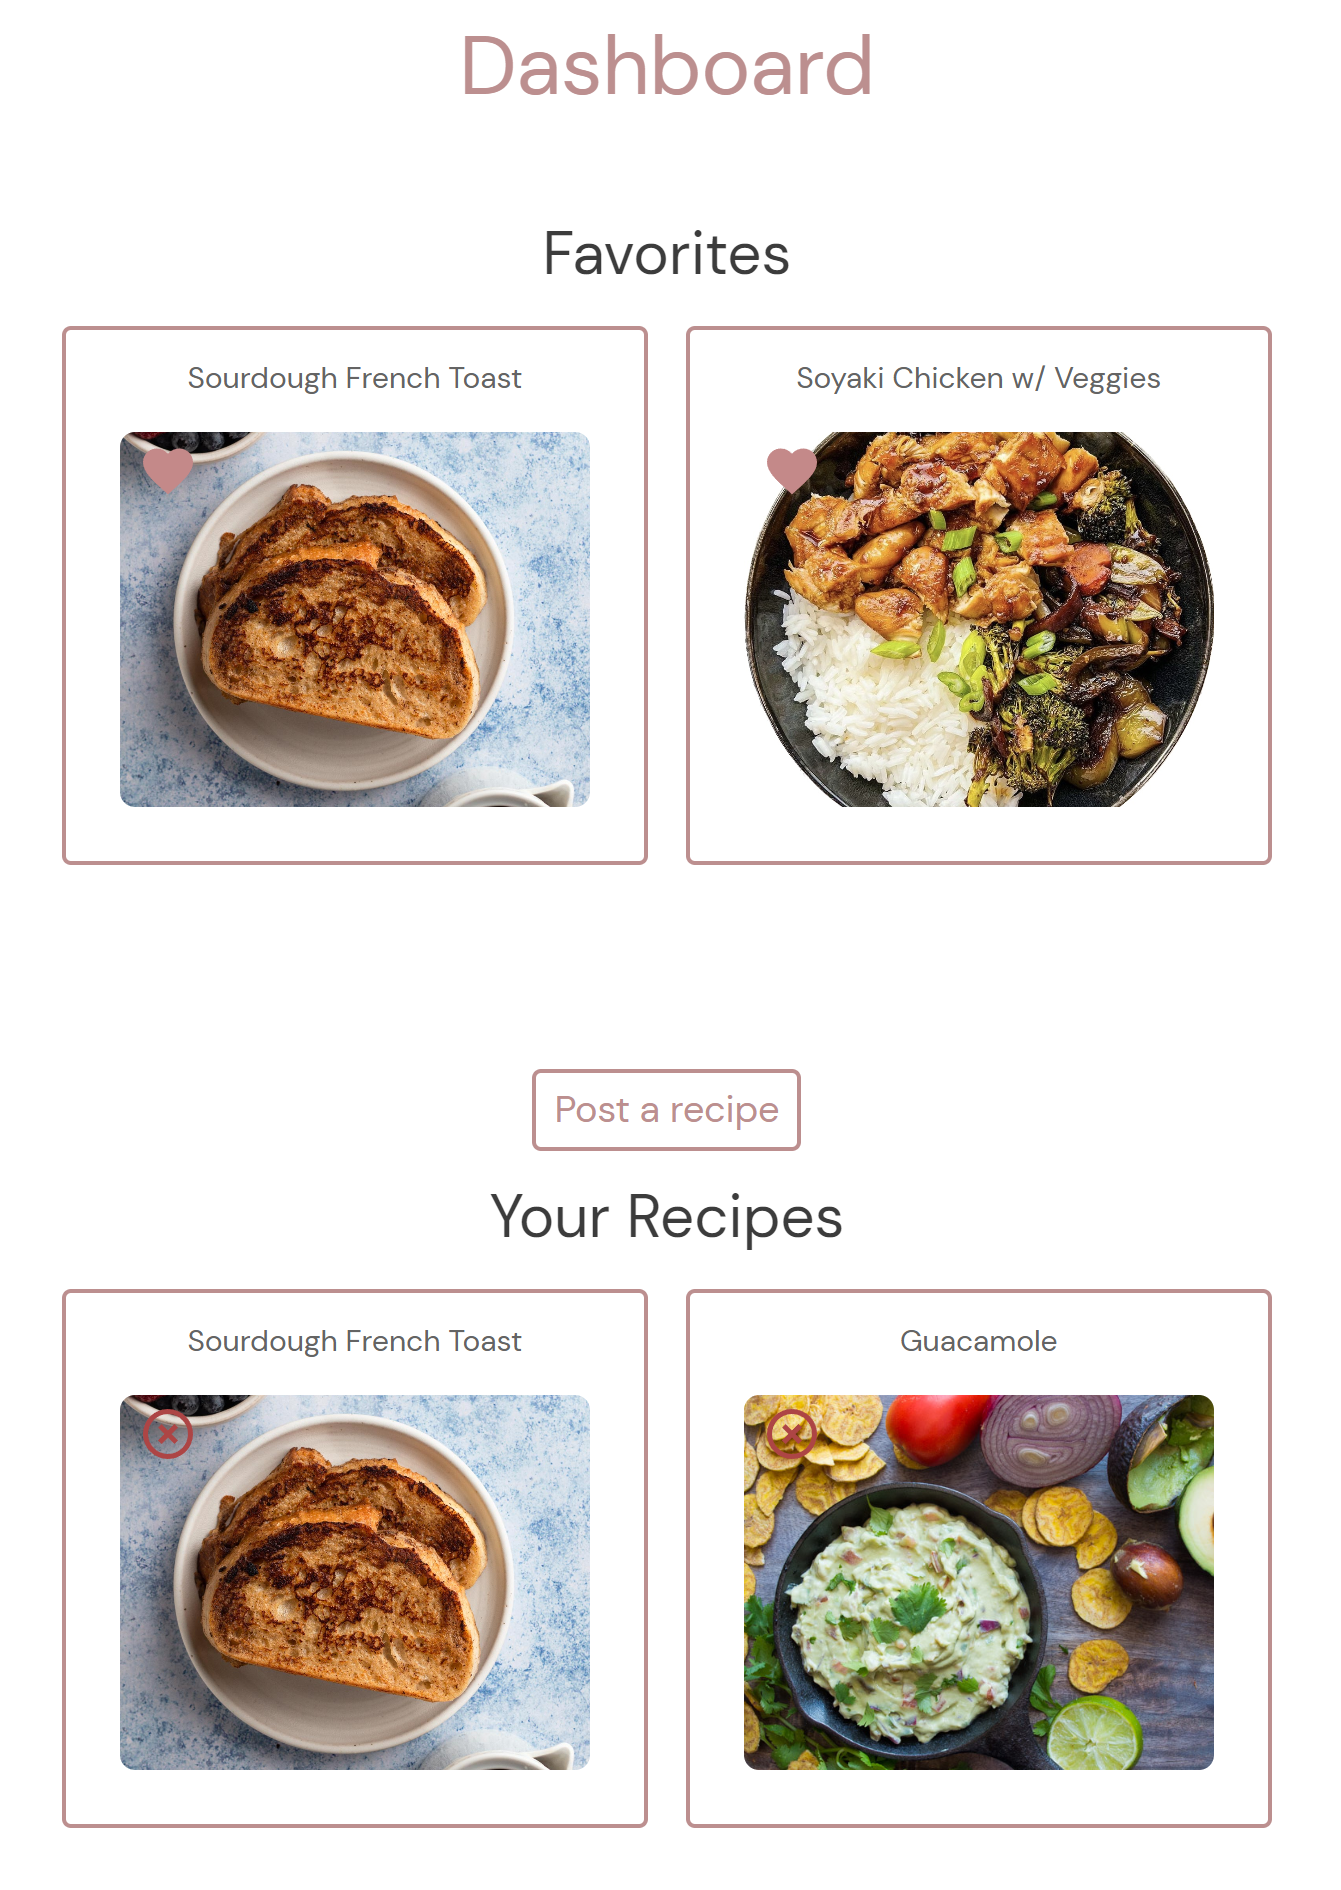 Dashboard
Favorites
Sourdough French Toast
Soyaki Chicken w/ Veggies
Post a recipe
Your Recipes
Sourdough French Toast
Guacamole